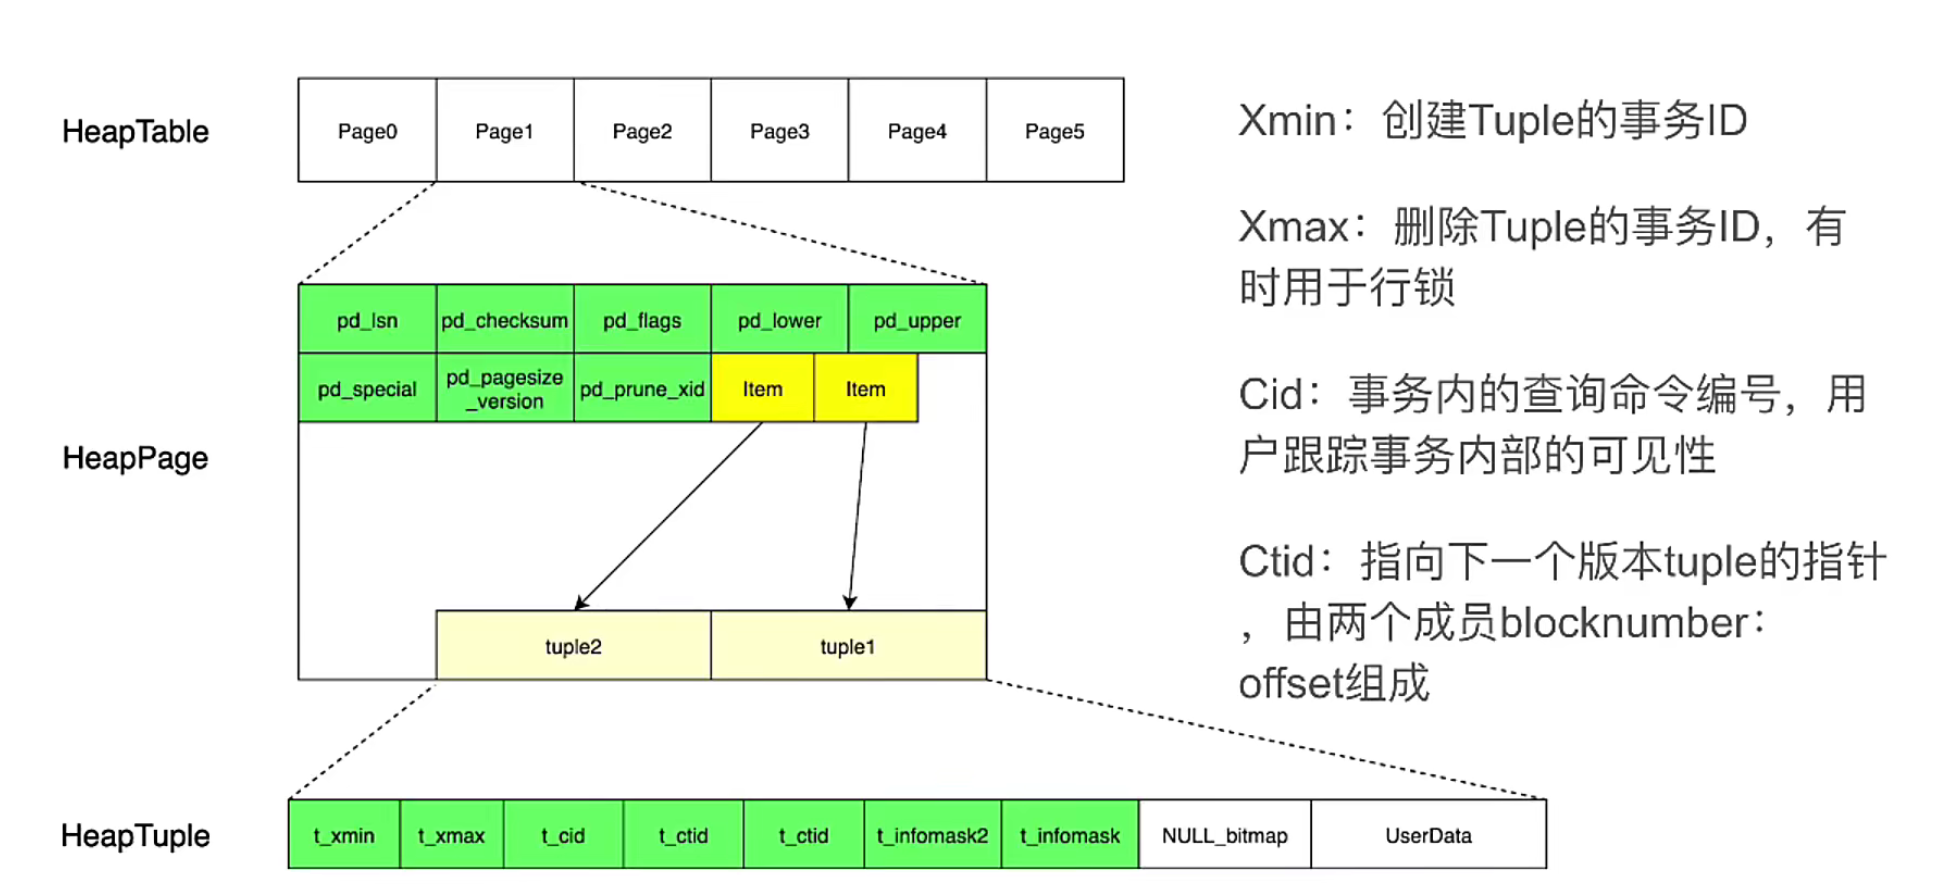 HeapTable
Page0 Page1 Page2 Page3 Page4 Page5
HeapPage
pd_lsn pd_checksum pd_flags pd_lower pd_upper
pd_special pd_pagesize pd_prune_xid Item Item
_version
tuple2 tuple1
HeapTuple
t_xmin t_xmax t_cid t_ctid t_ctid t_infomask2 t_infomask NULL_bitmap UserData
Xmin：创建Tuple的事务ID
Xmax：删除Tuple的事务ID，有
时用于行锁
Cid：事务内的查询命令编号，用
户跟踪事务内部的可见性
Ctid：指向下一个版本tuple的指针
，由两个成员blocknumber：
offset组成